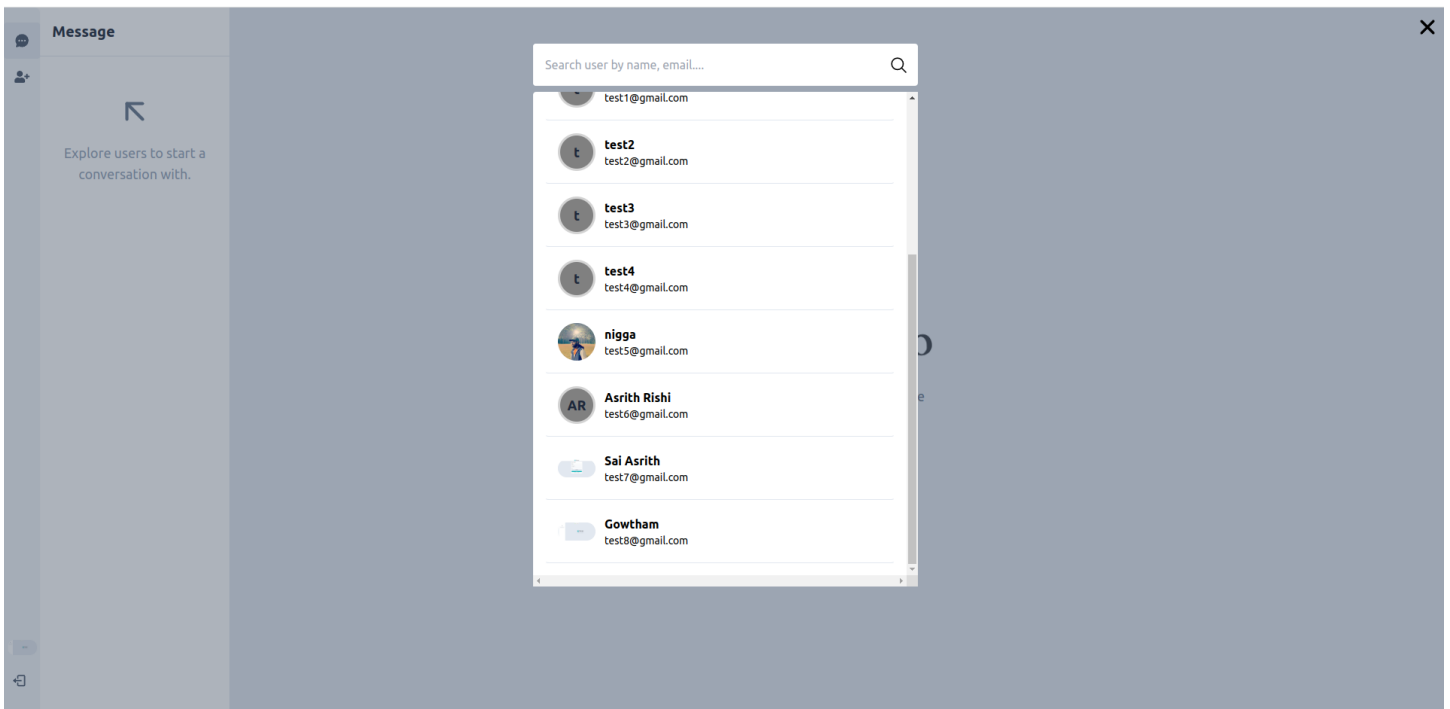 Message
Explore users to start a
conversation with.
Search user by name, email....
test1@gmail.com
t
test2
test2@gmail.com
t
test3
test3@gmail.com
t
test4
test4@gmail.com
nigga
test5@gmail.com
AR
Asrith Rishi
test6@gmail.com
Sai Asrith
test7@gmail.com
Gowtham
test8@gmail.com
e